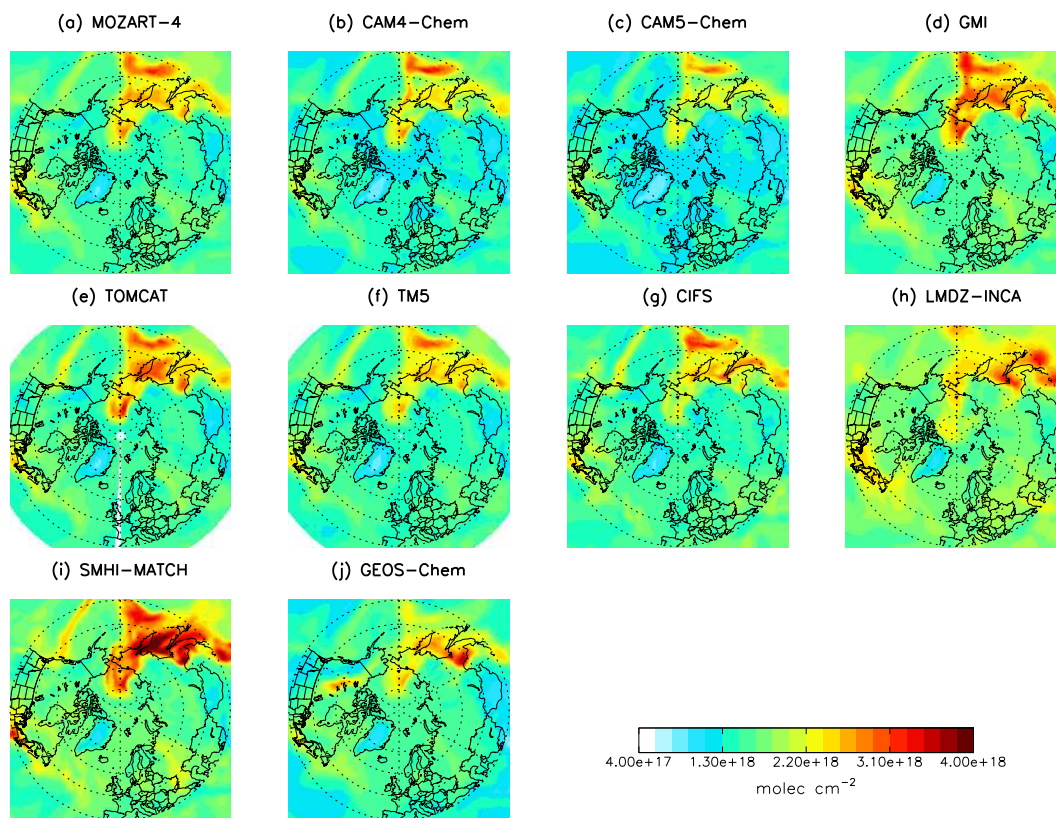 (a) MOZART-4 (b) CAM4-Chem (c) CAM5-Chem (d) GMI
(e) TOMCAT (f) TM5 (g) CIFS (h) LMDZ-INCA
(i) SMHI-MATCH (j) GEOS-Chem
4.00e+17 1.30e+18 2.20e+18 3.10e+18 4.00e+18
molec cm⁻²